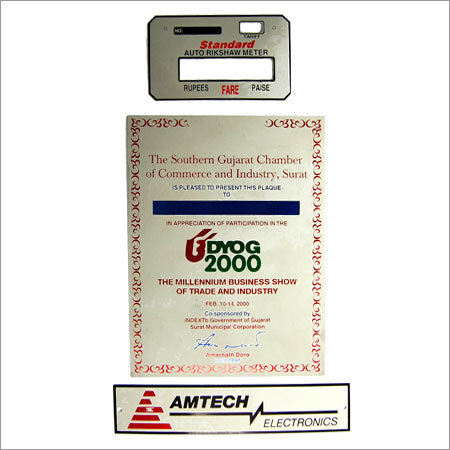 NO.
TARIFF
Standard
AUTO RIKSHAW METER
RUPEES FARE PAISE
The Southern Gujarat Chamber
of Commerce and Industry, Surat
IS PLEASED TO PRESENT THIS PLAQUE
TO
IN APPRECIATION OF PARTICIPATION IN THE
UDYOG
2000
THE MILLENNIUM BUSINESS SHOW
OF TRADE AND INDUSTRY
FEB. 10-14, 2000
Co-sponsored by
iNDEXTb Government of Gujarat
Surat Municipal Corporation
Amarnath Dora
AMTECH
ELECTRONICS